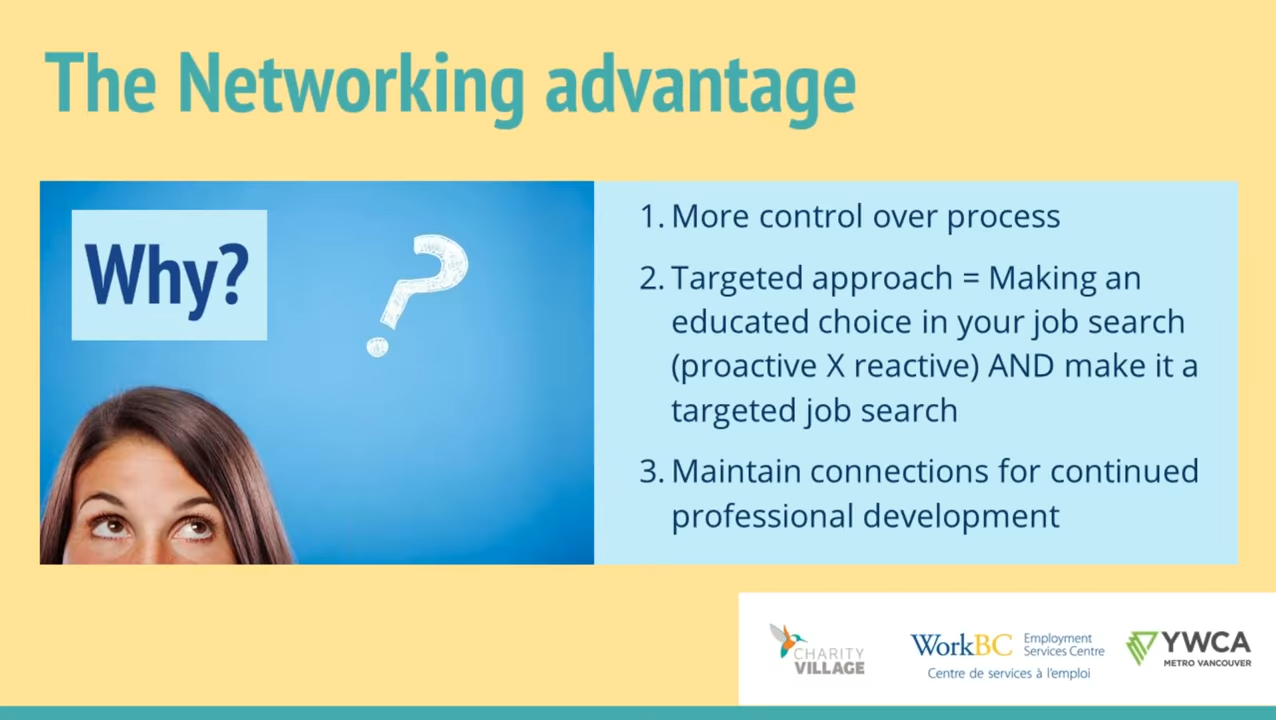 The Networking advantage
Why?
?
1. More control over process
2. Targeted approach = Making an
educated choice in your job search
(proactive X reactive) AND make it a
targeted job search
3. Maintain connections for continued
professional development
CHARITY
VILLAGE
WorkBC Employment
Services Centre
Centre de services à l'emploi
YWCA
METRO VANCOUVER